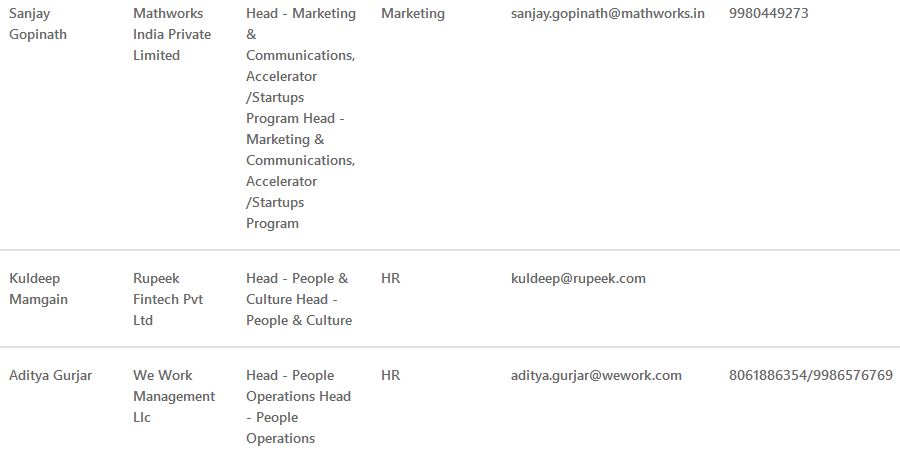 Sanjay Gopinath
Mathworks India Private Limited
Head - Marketing & Communications, Accelerator /Startups Program Head - Marketing & Communications, Accelerator /Startups Program
Marketing
sanjay.gopinath@mathworks.in
9980449273
Kuldeep Mamgain
Rupeek Fintech Pvt Ltd
Head - People & Culture Head - People & Culture
HR
kuldeep@rupeek.com
Aditya Gurjar
We Work Management Llc
Head - People Operations Head - People Operations
HR
aditya.gurjar@wework.com
8061886354/9986576769